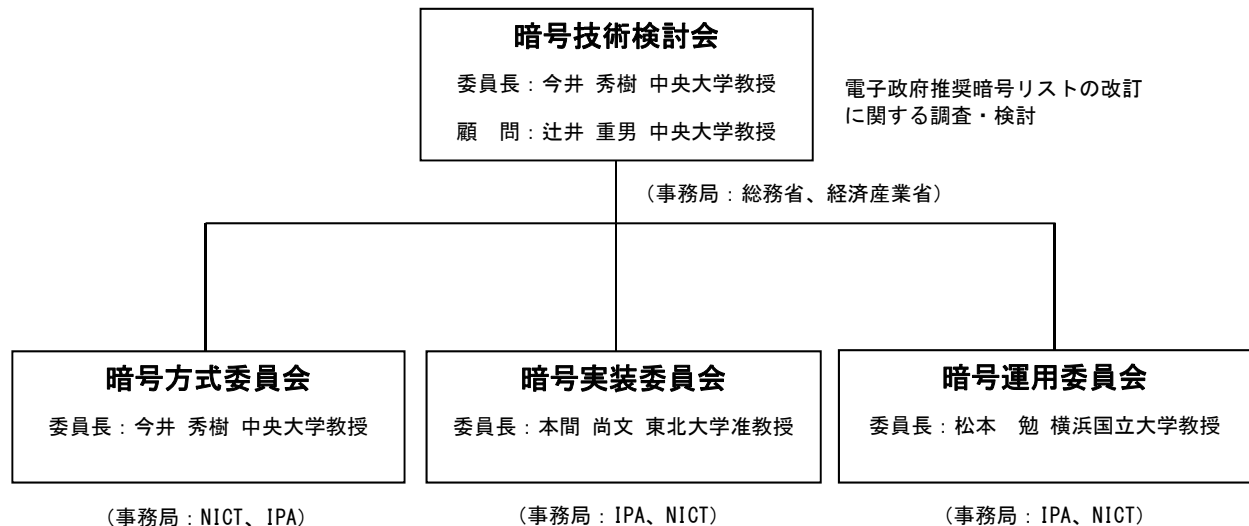 暗号技術検討会
委員長：今井 秀樹 中央大学教授
顧　問：辻井 重男 中央大学教授
電子政府推奨暗号リストの改訂
に関する調査・検討
（事務局：総務省、経済産業省）
暗号方式委員会
委員長：今井 秀樹 中央大学教授
（事務局：NICT、IPA）
暗号実装委員会
委員長：本間 尚文 東北大学准教授
（事務局：IPA、NICT）
暗号運用委員会
委員長：松本　勉 横浜国立大学教授
（事務局：IPA、NICT）